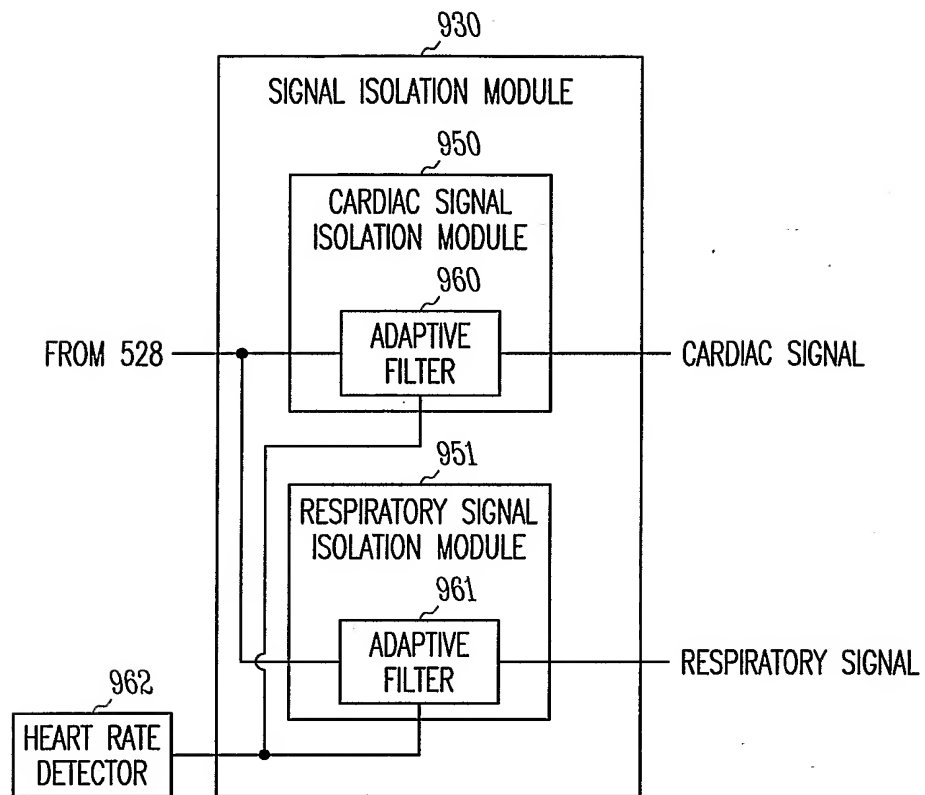 930
SIGNAL ISOLATION MODULE
950
CARDIAC SIGNAL
ISOLATION MODULE
960
ADAPTIVE
FILTER
FROM 528
CARDIAC SIGNAL
951
RESPIRATORY SIGNAL
ISOLATION MODULE
961
ADAPTIVE
FILTER
RESPIRATORY SIGNAL
962
HEART RATE
DETECTOR